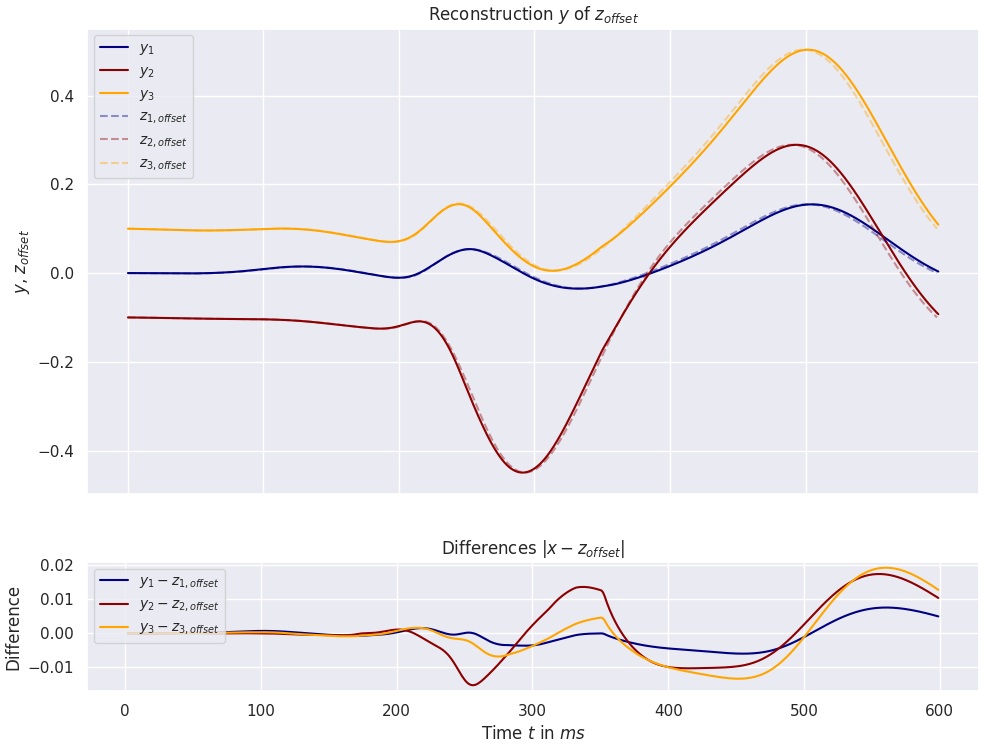 Reconstruction y of z_offset
y, z_offset
0.4
0.2
0.0
−0.2
−0.4
y_1
y_2
y_3
z_1,offset
z_2,offset
z_3,offset
Differences |x − z_offset|
Difference
0.02
0.01
0.00
−0.01
y_1 − z_1,offset
y_2 − z_2,offset
y_3 − z_3,offset
0 100 200 300 400 500 600
Time t in ms